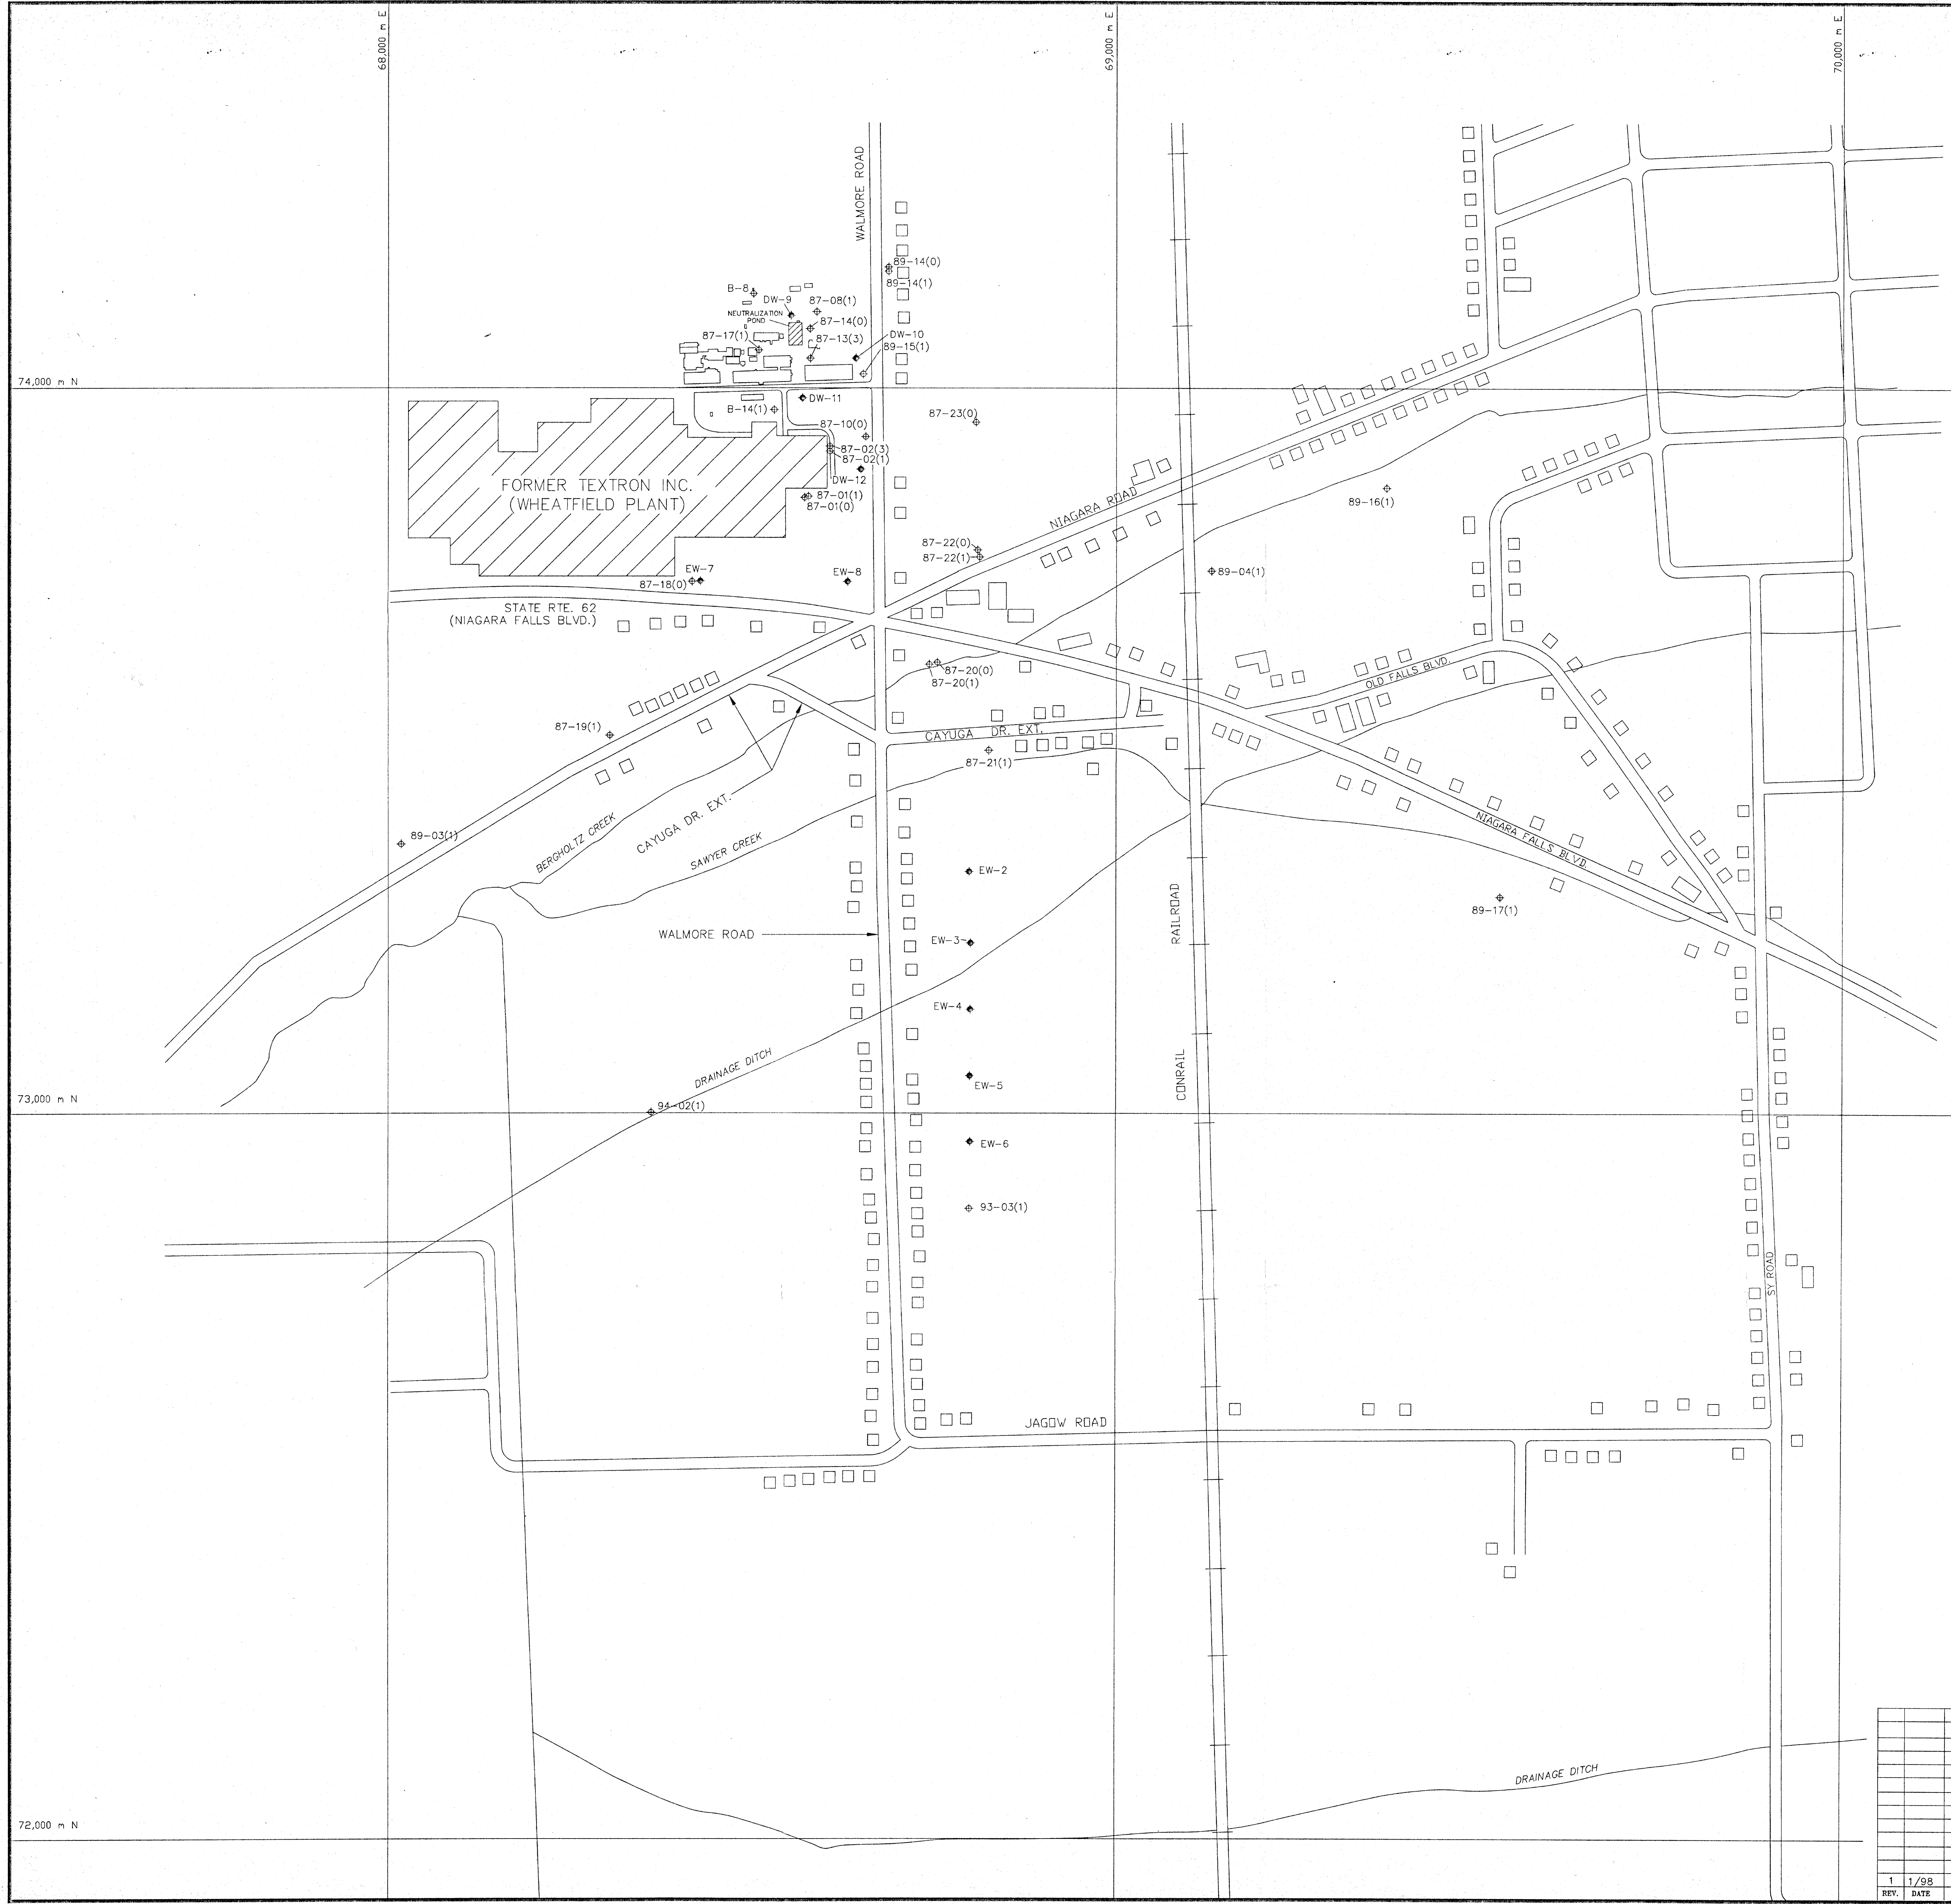 68,000 m E
69,000 m E
70,000 m E
WALMORE ROAD
89-14(0)
89-14(1)
B-8
DW-9
87-08(1)
NEUTRALIZATION
POND
87-14(0)
87-17(1)
87-13(3)
DW-10
89-15(1)
74,000 m N
DW-11
B-14(1)
87-10(0)
87-23(0)
87-02(3)
87-02(1)
DW-12
FORMER TEXTRON INC.
(WHEATFIELD PLANT)
87-01(1)
87-01(0)
NIAGARA ROAD
89-16(1)
87-22(0)
87-22(1)
EW-7
87-18(0)
EW-8
89-04(1)
STATE RTE. 62
(NIAGARA FALLS BLVD.)
87-20(0)
87-20(1)
OLD FALLS BLVD.
87-19(1)
CAYUGA DR. EXT.
87-21(1)
CAYUGA DR. EXT.
BERGHOLTZ CREEK
SAWYER CREEK
89-03(1)
NIAGARA FALLS BLVD.
EW-2
89-17(1)
WALMORE ROAD
EW-3
RAILROAD
EW-4
CONRAIL
DRAINAGE DITCH
EW-5
73,000 m N
94-02(1)
EW-6
93-03(1)
SY ROAD
JAGOW ROAD
DRAINAGE DITCH
72,000 m N
1 1/98
REV. DATE